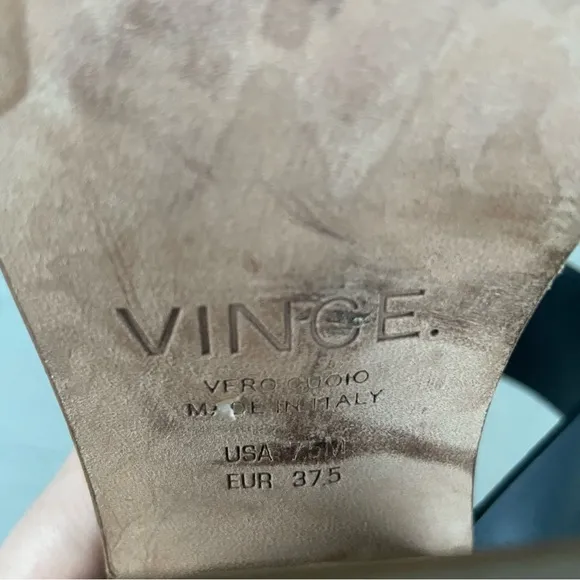 VINCE.
VERO CUOIO
MADE IN ITALY
USA 7.5M
EUR 37.5